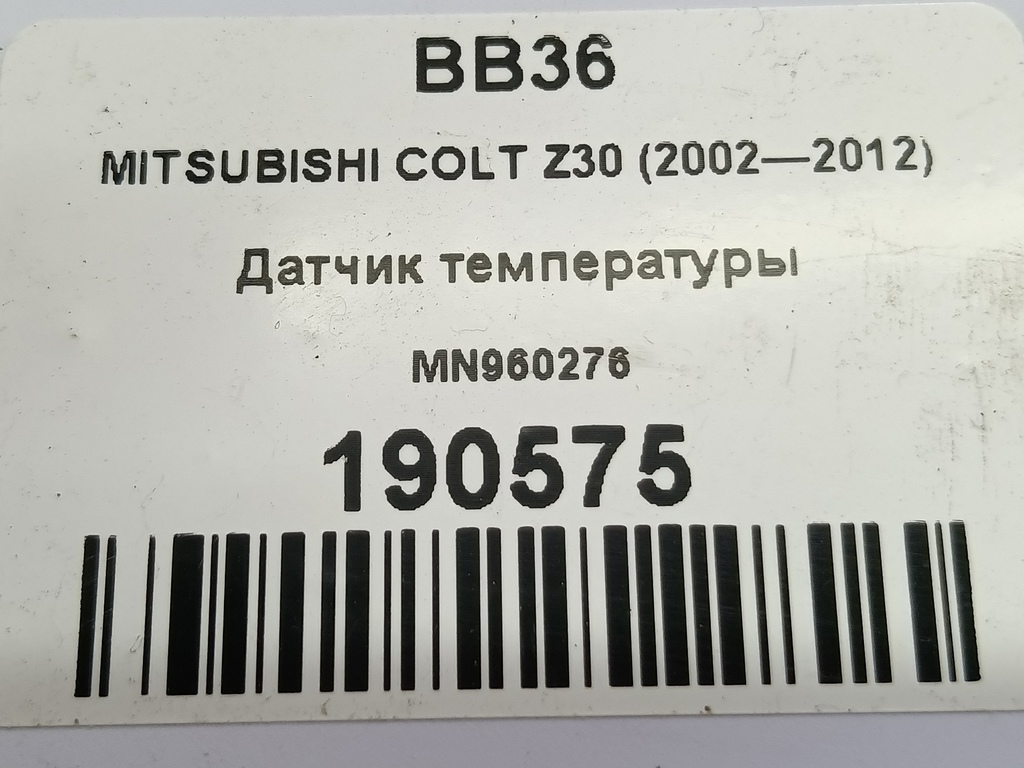 BB36
MITSUBISHI COLT Z30 (2002—2012)
Датчик температуры
MN960276
190575